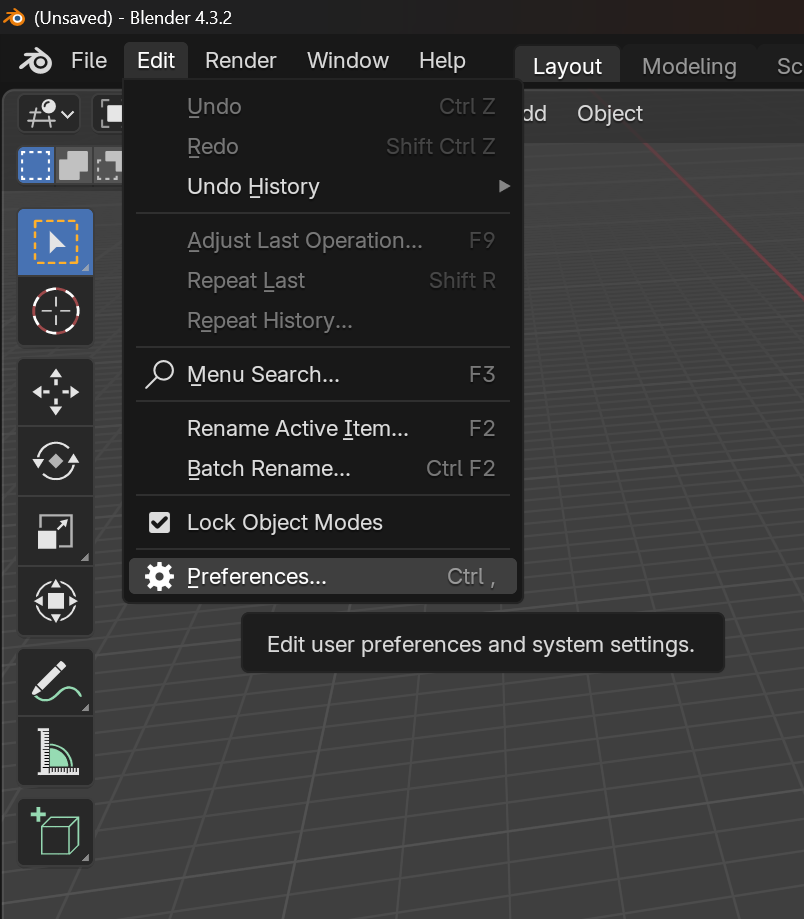 (Unsaved) - Blender 4.3.2
File Edit Render Window Help Layout Modeling Sc
dd Object
Undo Ctrl Z
Redo Shift Ctrl Z
Undo History
Adjust Last Operation... F9
Repeat Last Shift R
Repeat History...
Menu Search... F3
Rename Active Item... F2
Batch Rename... Ctrl F2
Lock Object Modes
Preferences... Ctrl ,
Edit user preferences and system settings.